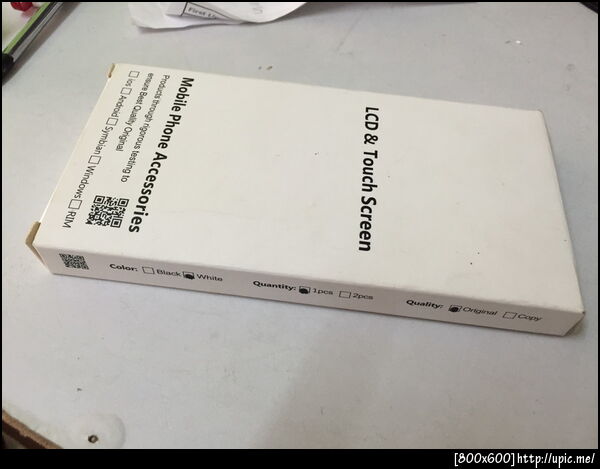 First
LCD & Touch Screen
Mobile Phone Accessories
Products through rigorous testing to
ensure Best Quality Original
ios Android Symbian Windows RIM
Color: Black White
Quantity: 1pcs 2pcs
Quality: Original Copy
[800x600]http://upic.me/